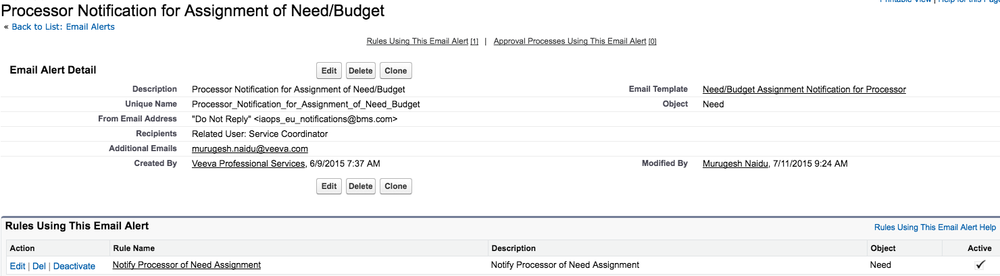 Printable View | Help for this Page
Processor Notification for Assignment of Need/Budget
« Back to List: Email Alerts
Rules Using This Email Alert [1] | Approval Processes Using This Email Alert [0]
Email Alert Detail Edit Delete Clone
Description Processor Notification for Assignment of Need/Budget Email Template Need/Budget Assignment Notification for Processor
Unique Name Processor_Notification_for_Assignment_of_Need_Budget Object Need
From Email Address "Do Not Reply" <iaops_eu_notifications@bms.com>
Recipients Related User: Service Coordinator
Additional Emails murugesh.naidu@veeva.com
Created By Veeva Professional Services, 6/9/2015 7:37 AM Modified By Murugesh Naidu, 7/11/2015 9:24 AM
Edit Delete Clone
Rules Using This Email Alert Rules Using This Email Alert Help
Action Rule Name Description Object Active
Edit | Del | Deactivate Notify Processor of Need Assignment Notify Processor of Need Assignment Need ✓